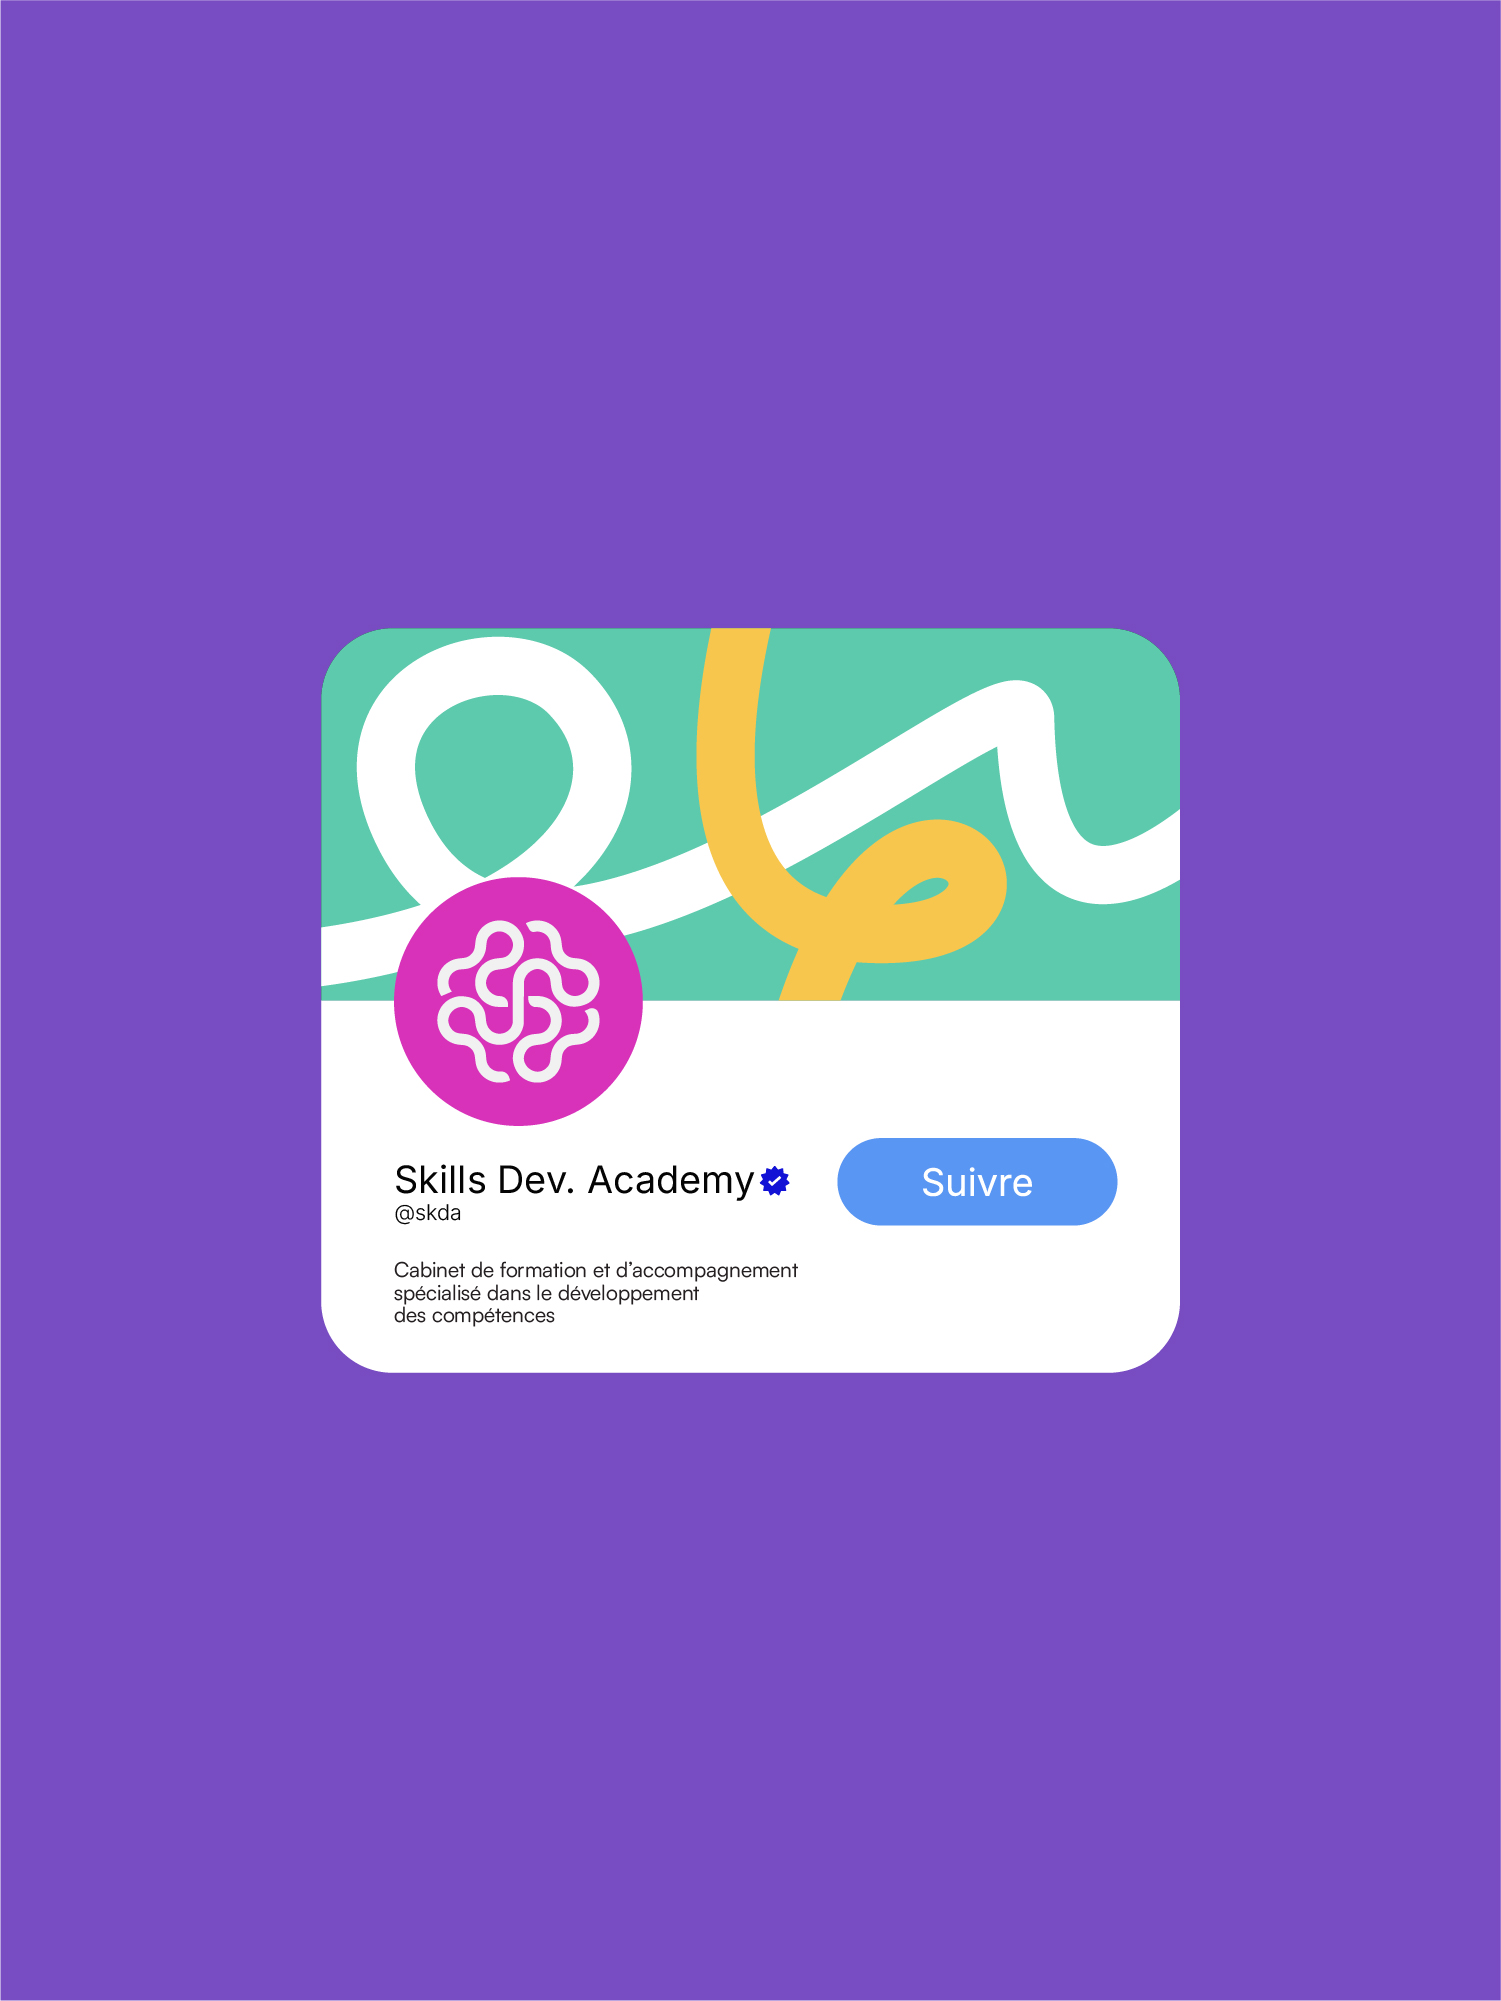 Skills Dev. Academy
Suivre
@skda
Cabinet de formation et d’accompagnement
spécialisé dans le développement
des compétences